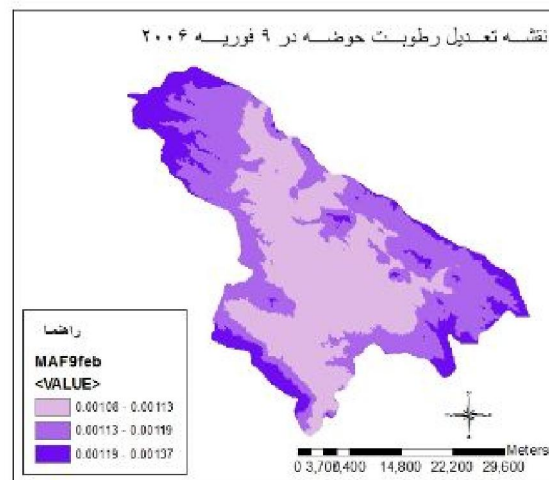 نقشه تعدیل رطوبت حوضه در ۹ فوریه ۲۰۰۶
راهنما
MAF9feb
<VALUE>
0.00108 - 0.00113
0.00113 - 0.00119
0.00119 - 0.00137
Meters
0 3,700 7,400 14,800 22,200 29,600